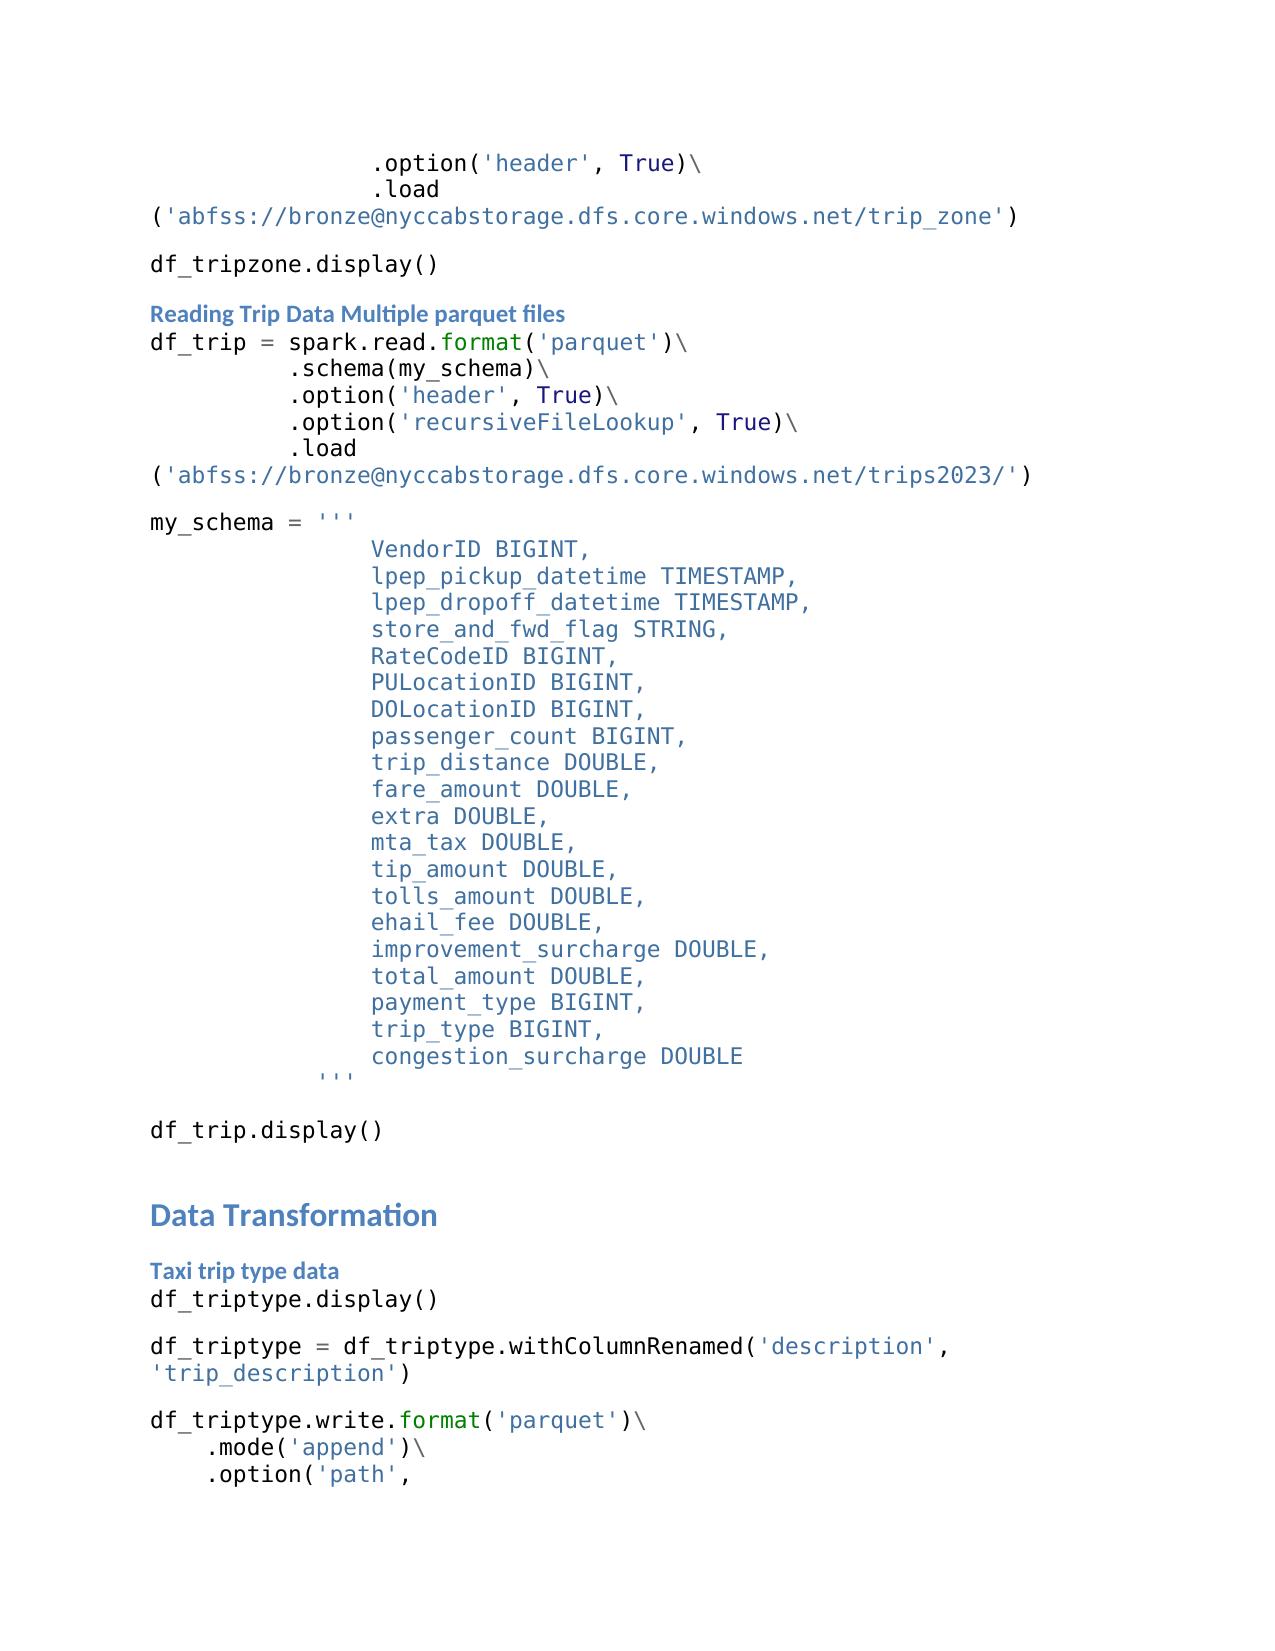 .option('header', True)\
.load
('abfss://bronze@nyccabstorage.dfs.core.windows.net/trip_zone')
df_tripzone.display()
Reading Trip Data Multiple parquet files
df_trip = spark.read.format('parquet')\
.schema(my_schema)\
.option('header', True)\
.option('recursiveFileLookup', True)\
.load
('abfss://bronze@nyccabstorage.dfs.core.windows.net/trips2023/')
my_schema = '''
VendorID BIGINT,
lpep_pickup_datetime TIMESTAMP,
lpep_dropoff_datetime TIMESTAMP,
store_and_fwd_flag STRING,
RateCodeID BIGINT,
PULocationID BIGINT,
DOLocationID BIGINT,
passenger_count BIGINT,
trip_distance DOUBLE,
fare_amount DOUBLE,
extra DOUBLE,
mta_tax DOUBLE,
tip_amount DOUBLE,
tolls_amount DOUBLE,
ehail_fee DOUBLE,
improvement_surcharge DOUBLE,
total_amount DOUBLE,
payment_type BIGINT,
trip_type BIGINT,
congestion_surcharge DOUBLE
'''
df_trip.display()
Data Transformation
Taxi trip type data
df_triptype.display()
df_triptype = df_triptype.withColumnRenamed('description',
'trip_description')
df_triptype.write.format('parquet')\
.mode('append')\
.option('path',